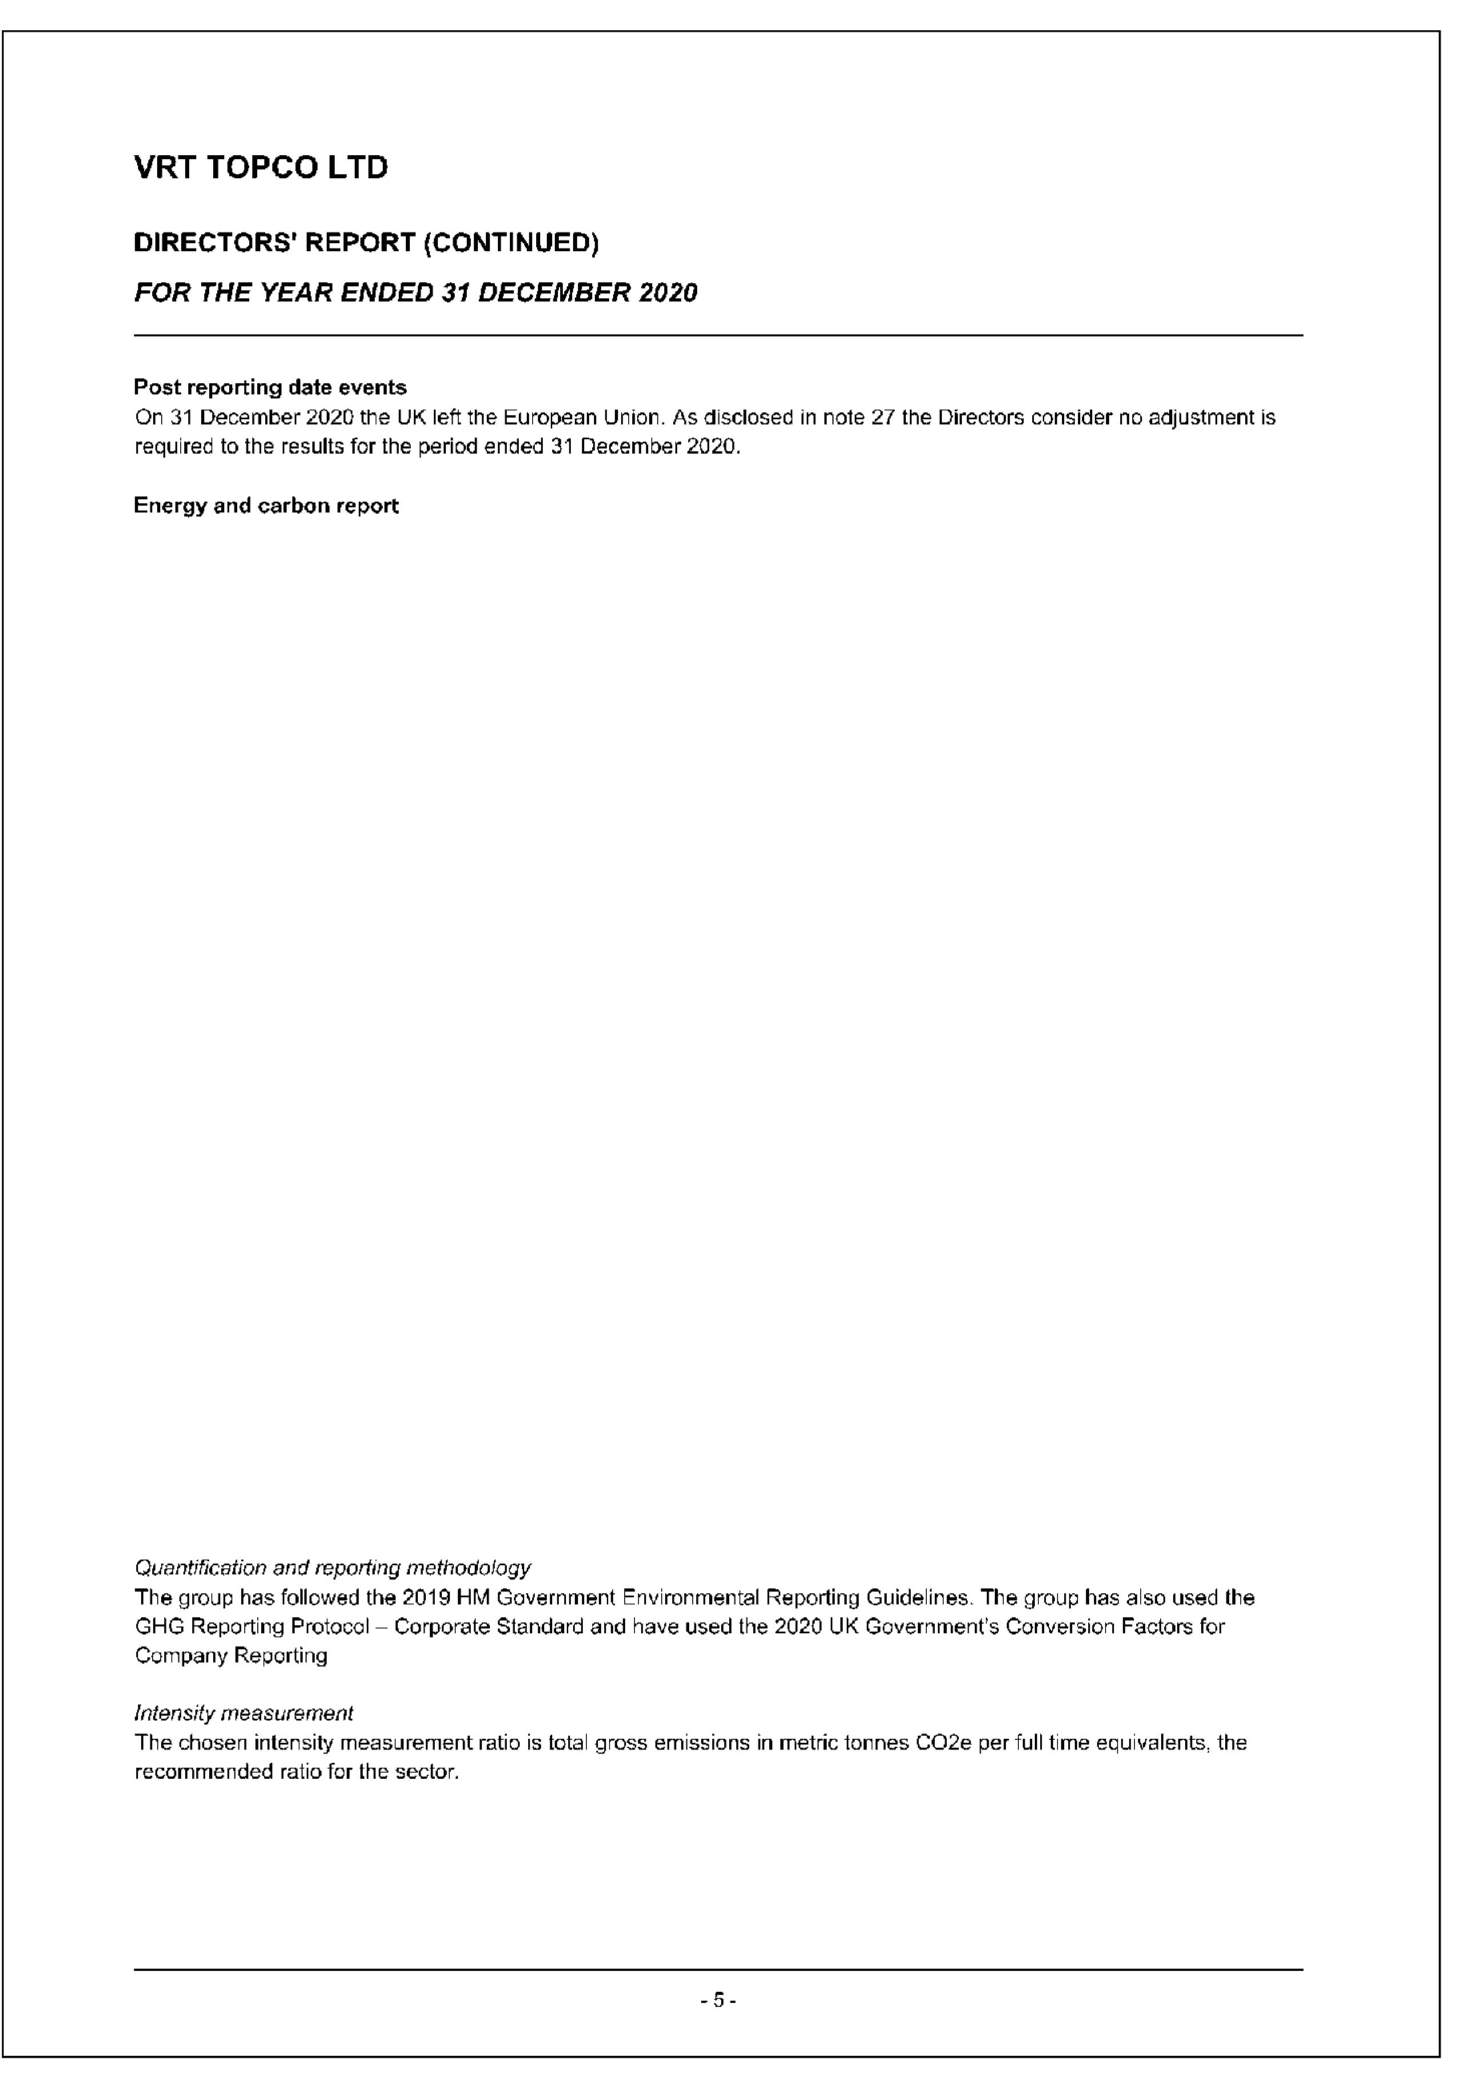 VRT TOPCO LTD
DIRECTORS' REPORT (CONTINUED)
FOR THE YEAR ENDED 31 DECEMBER 2020
Post reporting date events
On 31 December 2020 the UK left the European Union. As disclosed in note 27 the Directors consider no adjustment is
required to the results for the period ended 31 December 2020.
Energy and carbon report
Quantification and reporting methodology
The group has followed the 2019 HM Government Environmental Reporting Guidelines. The group has also used the
GHG Reporting Protocol – Corporate Standard and have used the 2020 UK Government's Conversion Factors for
Company Reporting
Intensity measurement
The chosen intensity measurement ratio is total gross emissions in metric tonnes CO2e per full time equivalents, the
recommended ratio for the sector.
- 5 -